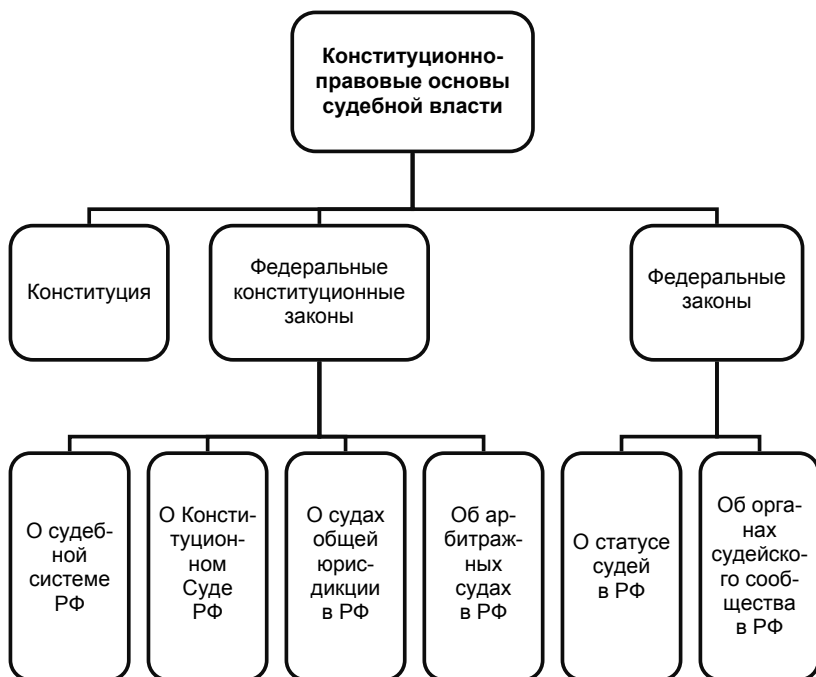 Конституционно-
правовые основы
судебной власти
Конституция
Федеральные
конституционные
законы
Федеральные
законы
О судеб-
ной
системе
РФ
О Консти-
туцион-
ном
Суде
РФ
О судах
общей
юрис-
дикции
в РФ
Об ар-
битраж-
ных
судах
в РФ
О статусе
судей
в РФ
Об орга-
нах
судейско-
го сооб-
щества
в РФ